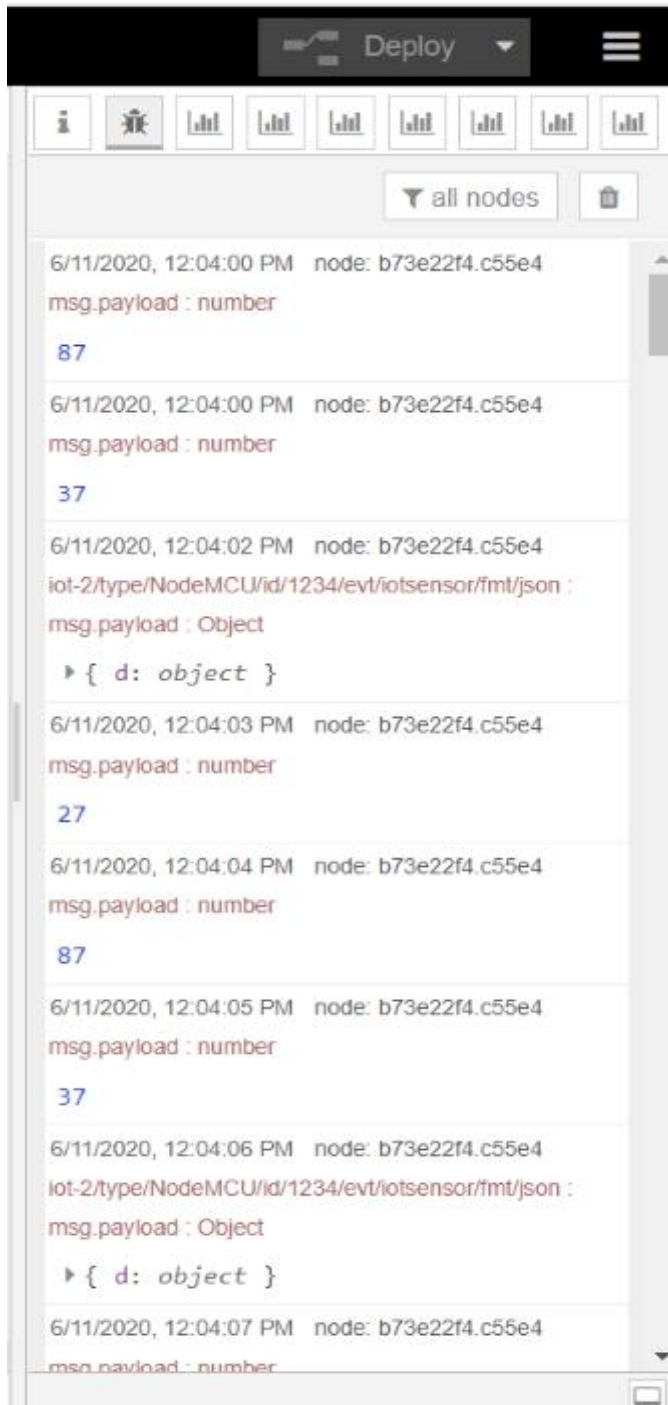 Deploy
all nodes
6/11/2020, 12:04:00 PM node: b73e22f4.c55e4
msg.payload : number
87
6/11/2020, 12:04:00 PM node: b73e22f4.c55e4
msg.payload : number
37
6/11/2020, 12:04:02 PM node: b73e22f4.c55e4
iot-2/type/NodeMCU/id/1234/evt/iotsensor/fmt/json :
msg.payload : Object
{ d: object }
6/11/2020, 12:04:03 PM node: b73e22f4.c55e4
msg.payload : number
27
6/11/2020, 12:04:04 PM node: b73e22f4.c55e4
msg.payload : number
87
6/11/2020, 12:04:05 PM node: b73e22f4.c55e4
msg.payload : number
37
6/11/2020, 12:04:06 PM node: b73e22f4.c55e4
iot-2/type/NodeMCU/id/1234/evt/iotsensor/fmt/json :
msg.payload : Object
{ d: object }
6/11/2020, 12:04:07 PM node: b73e22f4.c55e4
msg.payload : number